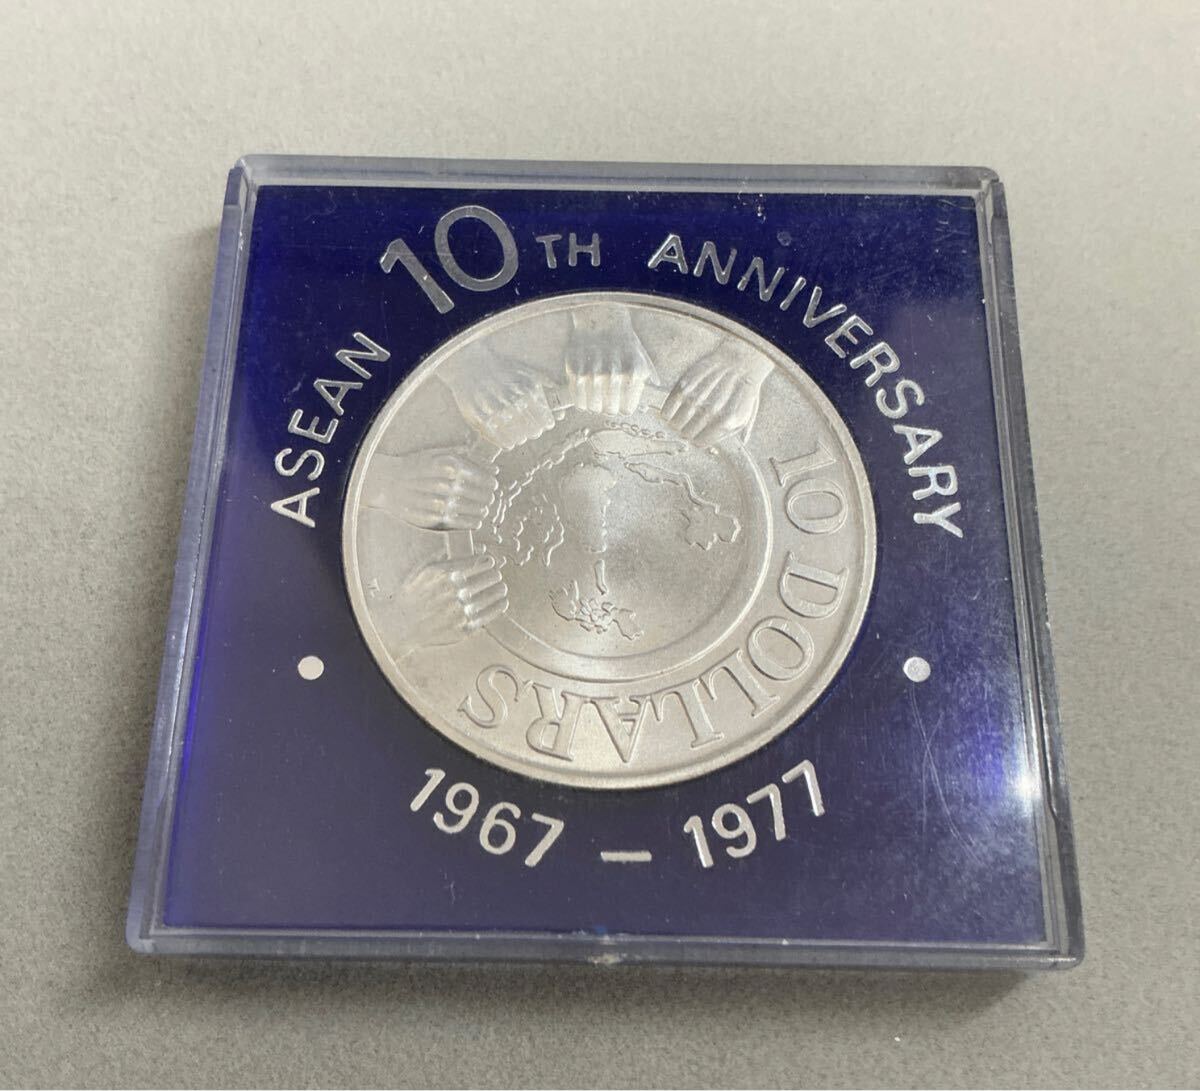 ASEAN 10TH ANNIVERSARY
10 DOLLARS
1967 – 1977